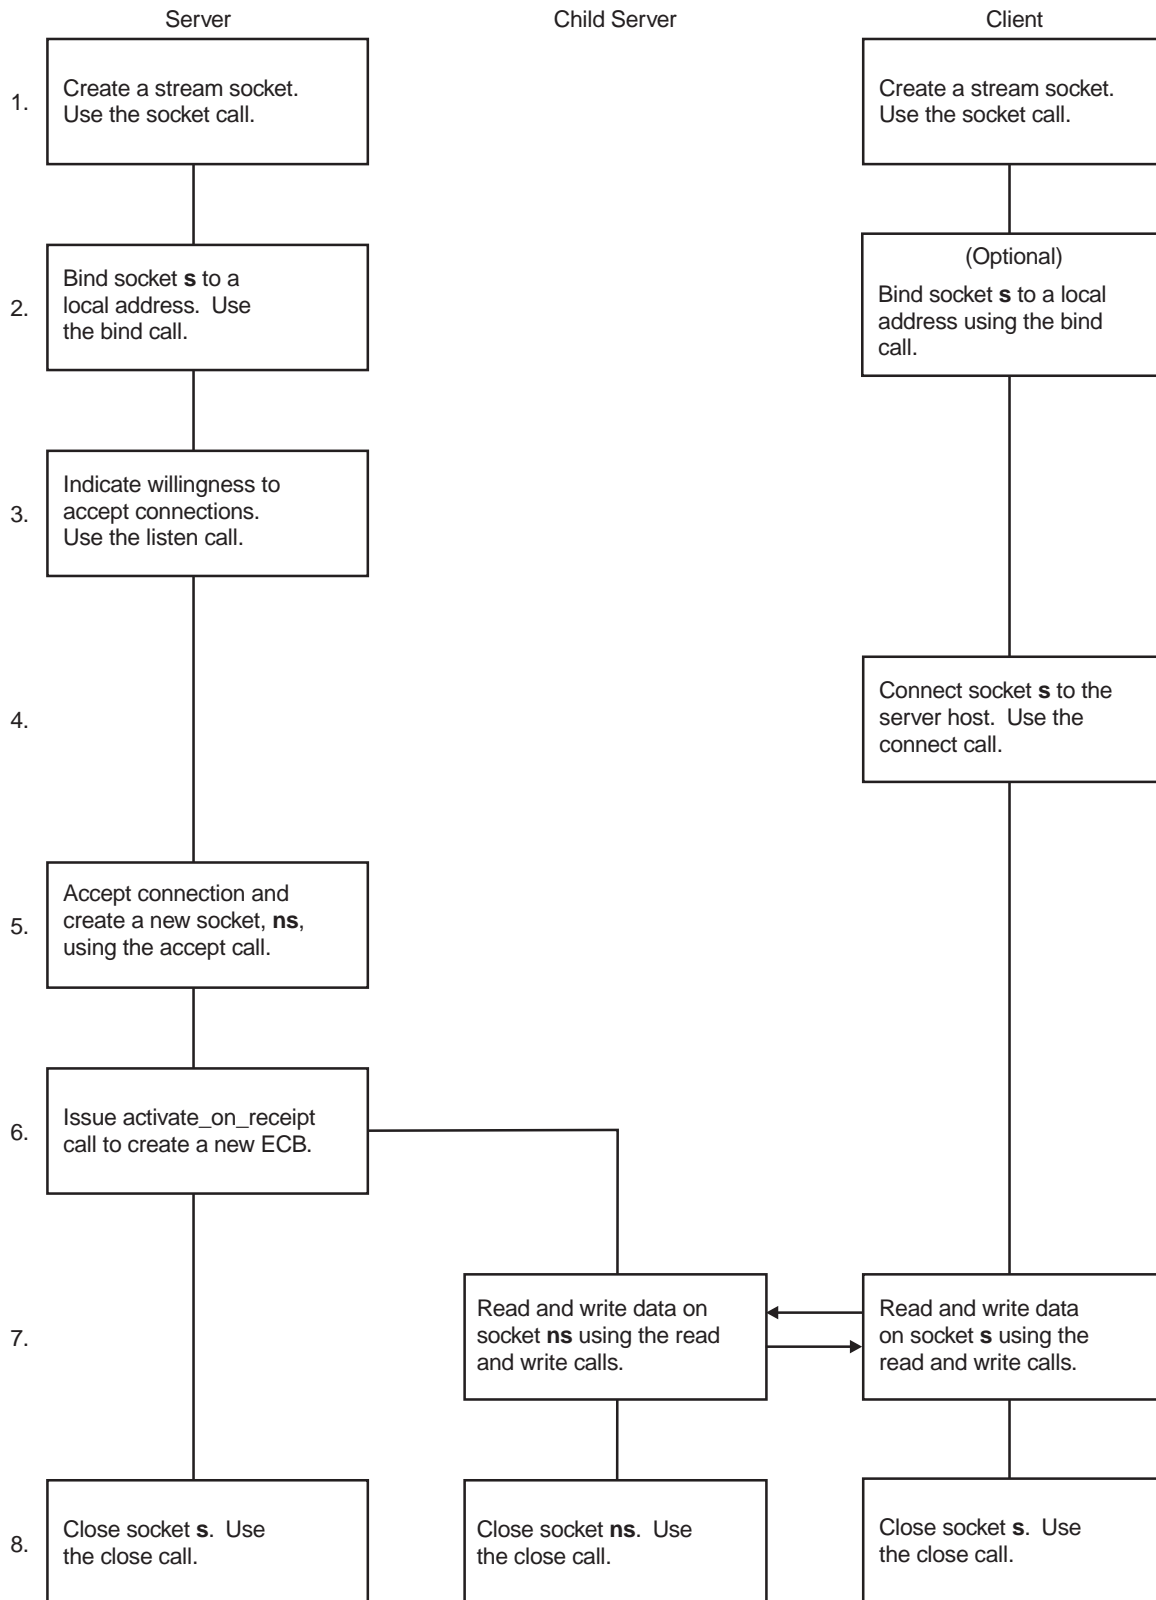 Server
Child Server
Client
1.
Create a stream socket.
Use the socket call.
Create a stream socket.
Use the socket call.
2.
Bind socket s to a
local address. Use
the bind call.
(Optional)
Bind socket s to a local
address using the bind
call.
3.
Indicate willingness to
accept connections.
Use the listen call.
4.
Connect socket s to the
server host. Use the
connect call.
5.
Accept connection and
create a new socket, ns,
using the accept call.
6.
Issue activate_on_receipt
call to create a new ECB.
7.
Read and write data on
socket ns using the read
and write calls.
Read and write data
on socket s using the
read and write calls.
8.
Close socket s. Use
the close call.
Close socket ns. Use
the close call.
Close socket s. Use
the close call.